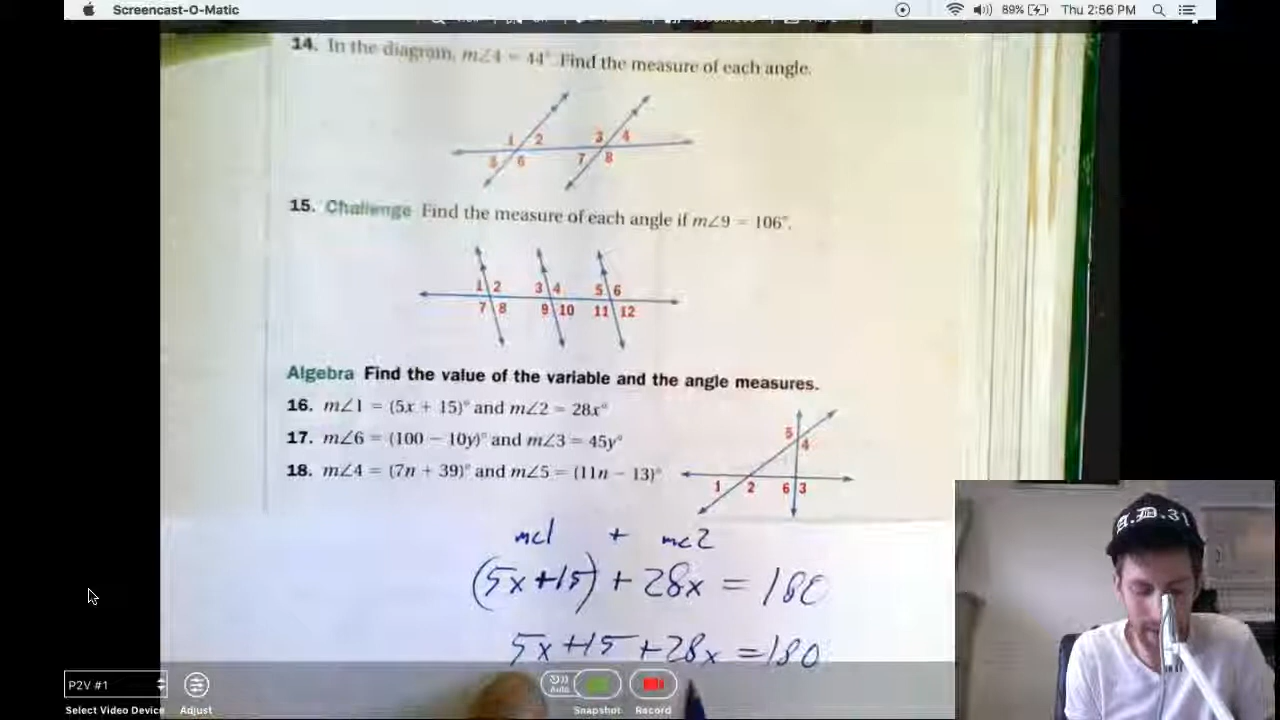 Screencast-O-Matic
89%
Thu 2:56 PM
14. In the diagram, m∠4 = 44°. Find the measure of each angle.
1 2 3 4
5 6 7 8
15. Challenge Find the measure of each angle if m∠9 = 106°.
1 2 3 4 5 6
7 8 9 10 11 12
Algebra Find the value of the variable and the angle measures.
16. m∠1 = (5x + 15)° and m∠2 = 28x°
17. m∠6 = (100 − 10y)° and m∠3 = 45y°
18. m∠4 = (7n + 39)° and m∠5 = (11n − 13)°
5
4
1 2 6 3
m<1 + m<2
(5x+15) + 28x = 180
5x+15+28x=180
A.D.31
P2V #1
Auto
Select Video Device Adjust Snapshot Record